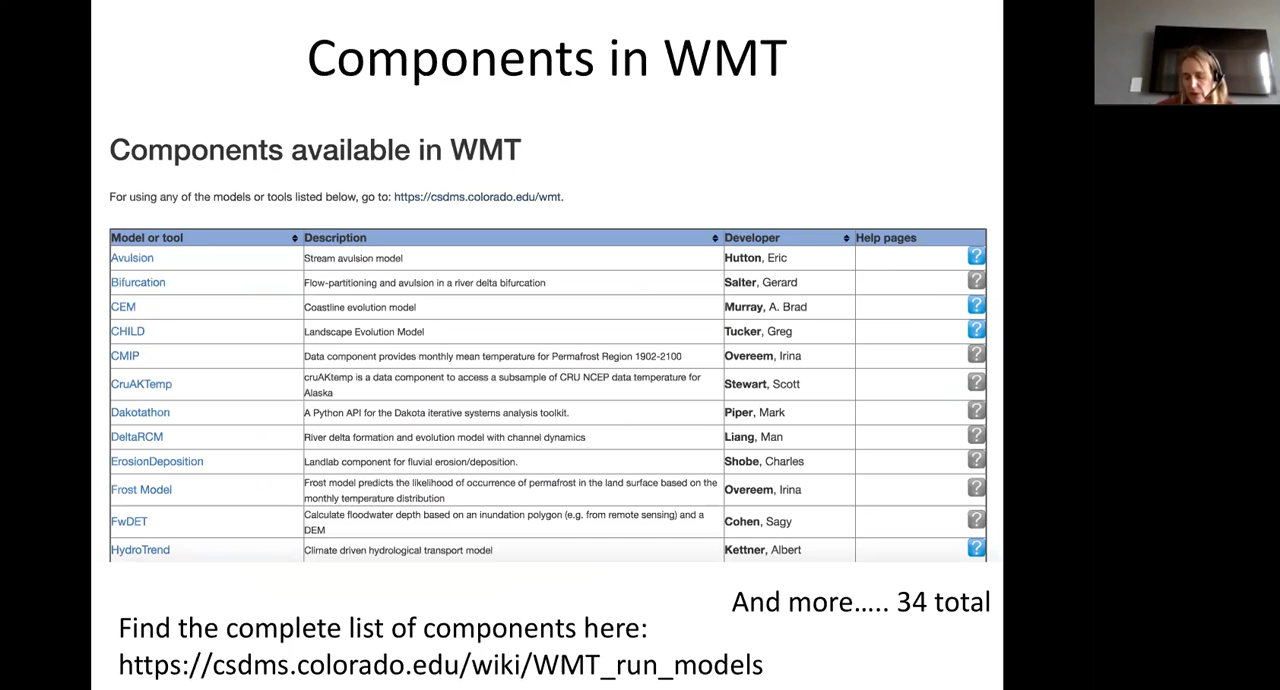 Components in WMT
Components available in WMT
For using any of the models or tools listed below, go to: https://csdms.colorado.edu/wmt.
Model or tool Description Developer Help pages
Avulsion Stream avulsion model Hutton, Eric ?
Bifurcation Flow-partitioning and avulsion in a river delta bifurcation Salter, Gerard ?
CEM Coastline evolution model Murray, A. Brad ?
CHILD Landscape Evolution Model Tucker, Greg ?
CMIP Data component provides monthly mean temperature for Permafrost Region 1902-2100 Overeem, Irina ?
CruAKTemp cruAKtemp is a data component to access a subsample of CRU NCEP data temperature for
Alaska Stewart, Scott ?
Dakotathon A Python API for the Dakota iterative systems analysis toolkit. Piper, Mark ?
DeltaRCM River delta formation and evolution model with channel dynamics Liang, Man ?
ErosionDeposition Landlab component for fluvial erosion/deposition. Shobe, Charles ?
Frost Model Frost model predicts the likelihood of occurrence of permafrost in the land surface based on the
monthly temperature distribution Overeem, Irina ?
FwDET Calculate floodwater depth based on an inundation polygon (e.g. from remote sensing) and a
DEM Cohen, Sagy ?
HydroTrend Climate driven hydrological transport model Kettner, Albert ?
And more..... 34 total
Find the complete list of components here:
https://csdms.colorado.edu/wiki/WMT_run_models